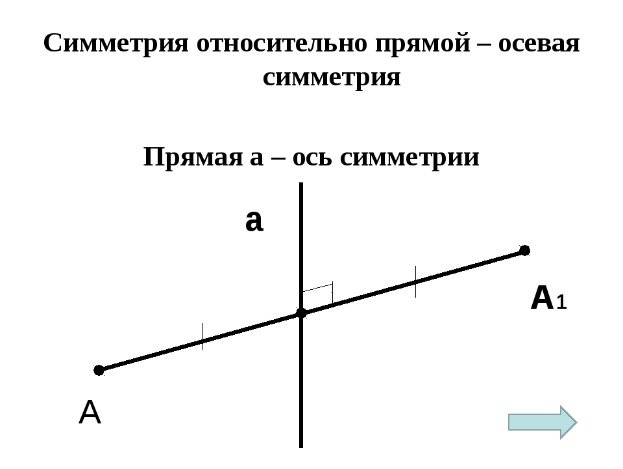 Симметрия относительно прямой – осевая
симметрия
Прямая а – ось симметрии
а
А1
А